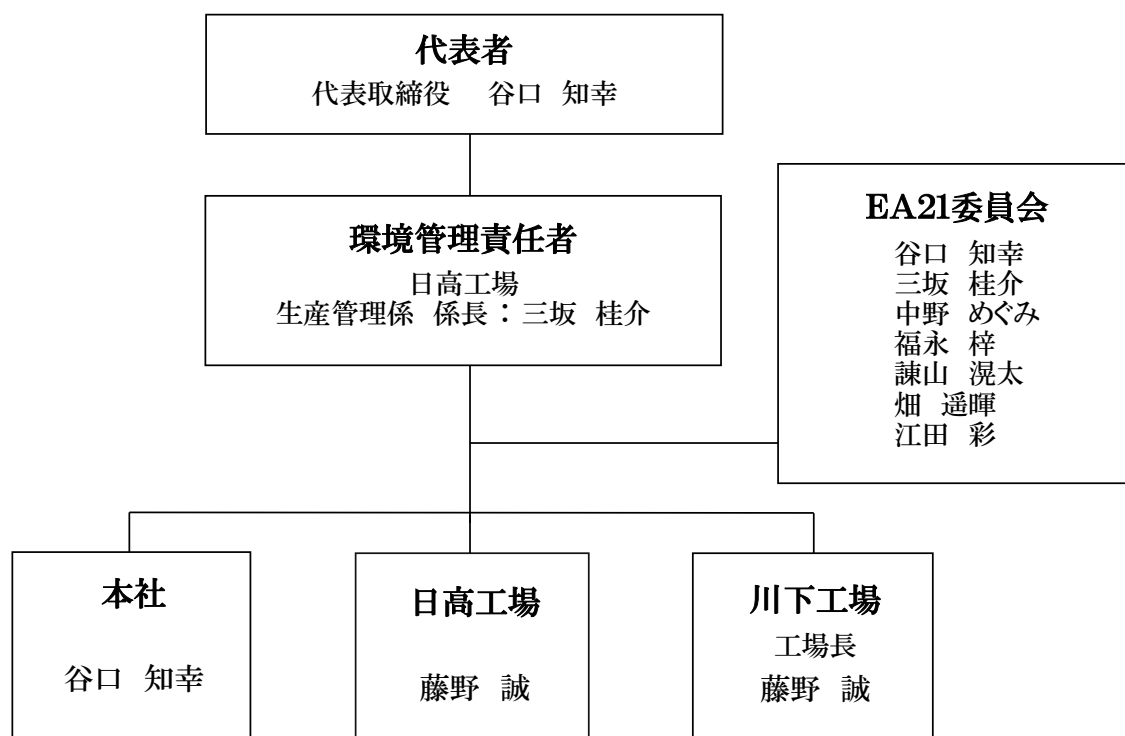 代表者
代表取締役 谷口 知幸
環境管理責任者
日高工場
生産管理係 係長：三坂 桂介
EA21委員会
谷口 知幸
三坂 桂介
中野 めぐみ
福永 梓
諫山 滉太
畑 遥暉
江田 彩
本社
谷口 知幸
日高工場
藤野 誠
川下工場
工場長
藤野 誠